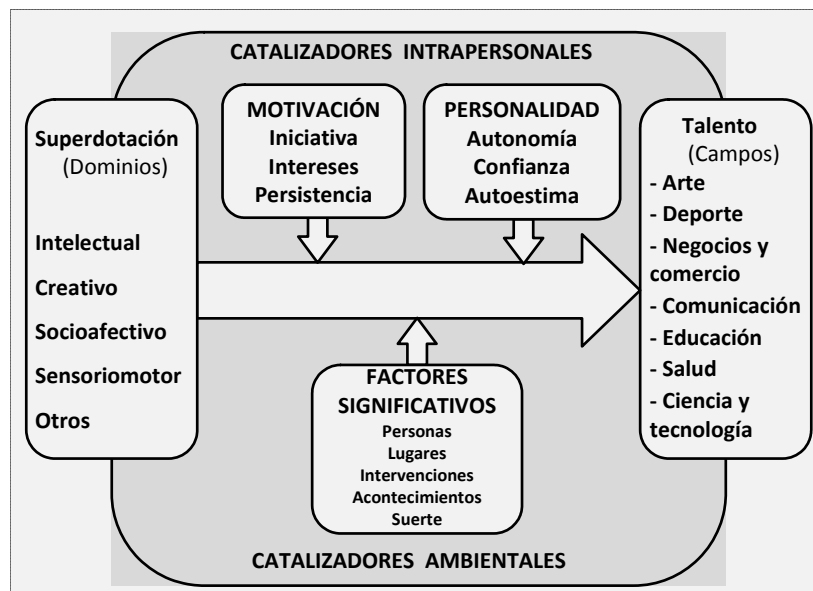 CATALIZADORES INTRAPERSONALES
MOTIVACIÓN
Iniciativa
Intereses
Persistencia
PERSONALIDAD
Autonomía
Confianza
Autoestima
Superdotación
(Dominios)
Intelectual
Creativo
Socioafectivo
Sensoriomotor
Otros
Talento
(Campos)
- Arte
- Deporte
- Negocios y
comercio
- Comunicación
- Educación
- Salud
- Ciencia y
tecnología
FACTORES
SIGNIFICATIVOS
Personas
Lugares
Intervenciones
Acontecimientos
Suerte
CATALIZADORES AMBIENTALES